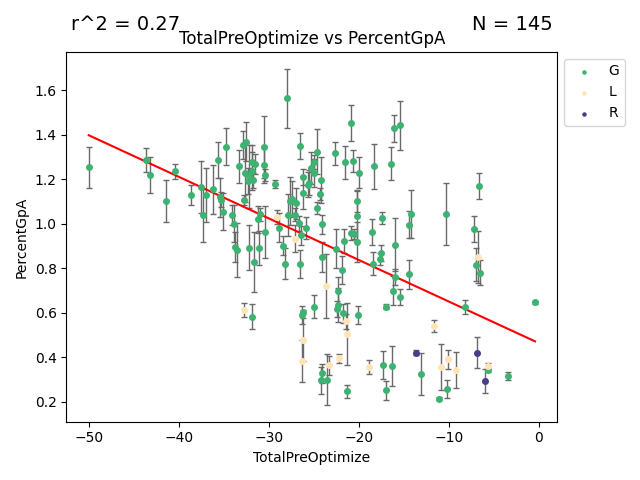 r^2 = 0.27
N = 145
TotalPreOptimize vs PercentGpA
G
L
R
1.6
1.4
1.2
1.0
0.8
0.6
0.4
0.2
PercentGpA
−50
−40
−30
−20
−10
0
TotalPreOptimize